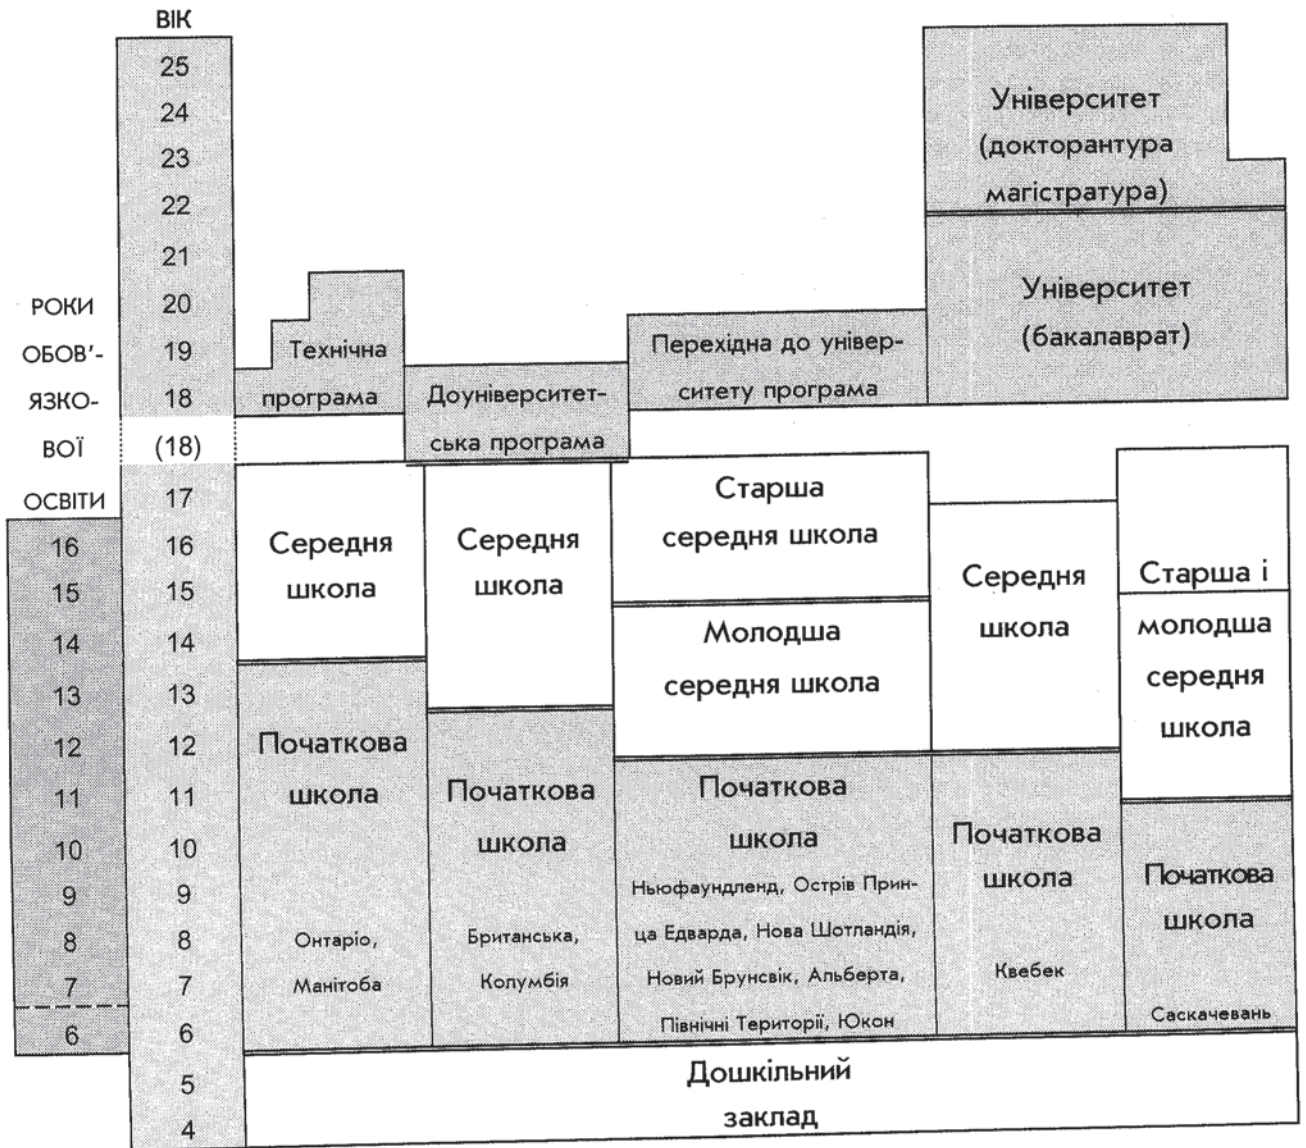 ВІК
25
24
23
22
21
20
19
18
(18)
17
16
15
14
13
12
11
10
9
8
7
6
5
4
РОКИ
ОБОВ'-
ЯЗКО-
ВОЇ
ОСВІТИ
16
15
14
13
12
11
10
9
8
7
6
Технічна
програма
Доуніверситет-
ська програма
Перехідна до універ-
ситету програма
Університет
(докторантура
магістратура)
Університет
(бакалаврат)
Середня
школа
Початкова
школа
Онтаріо,
Манітоба
Середня
школа
Початкова
школа
Британська,
Колумбія
Старша
середня школа
Молодша
середня школа
Початкова
школа
Ньюфаундленд, Острів Прин-
ца Едварда, Нова Шотландія,
Новий Брунсвік, Альберта,
Північні Території, Юкон
Середня
школа
Початкова
школа
Квебек
Старша і
молодша
середня
школа
Початкова
школа
Саскачевань
Дошкільний
заклад